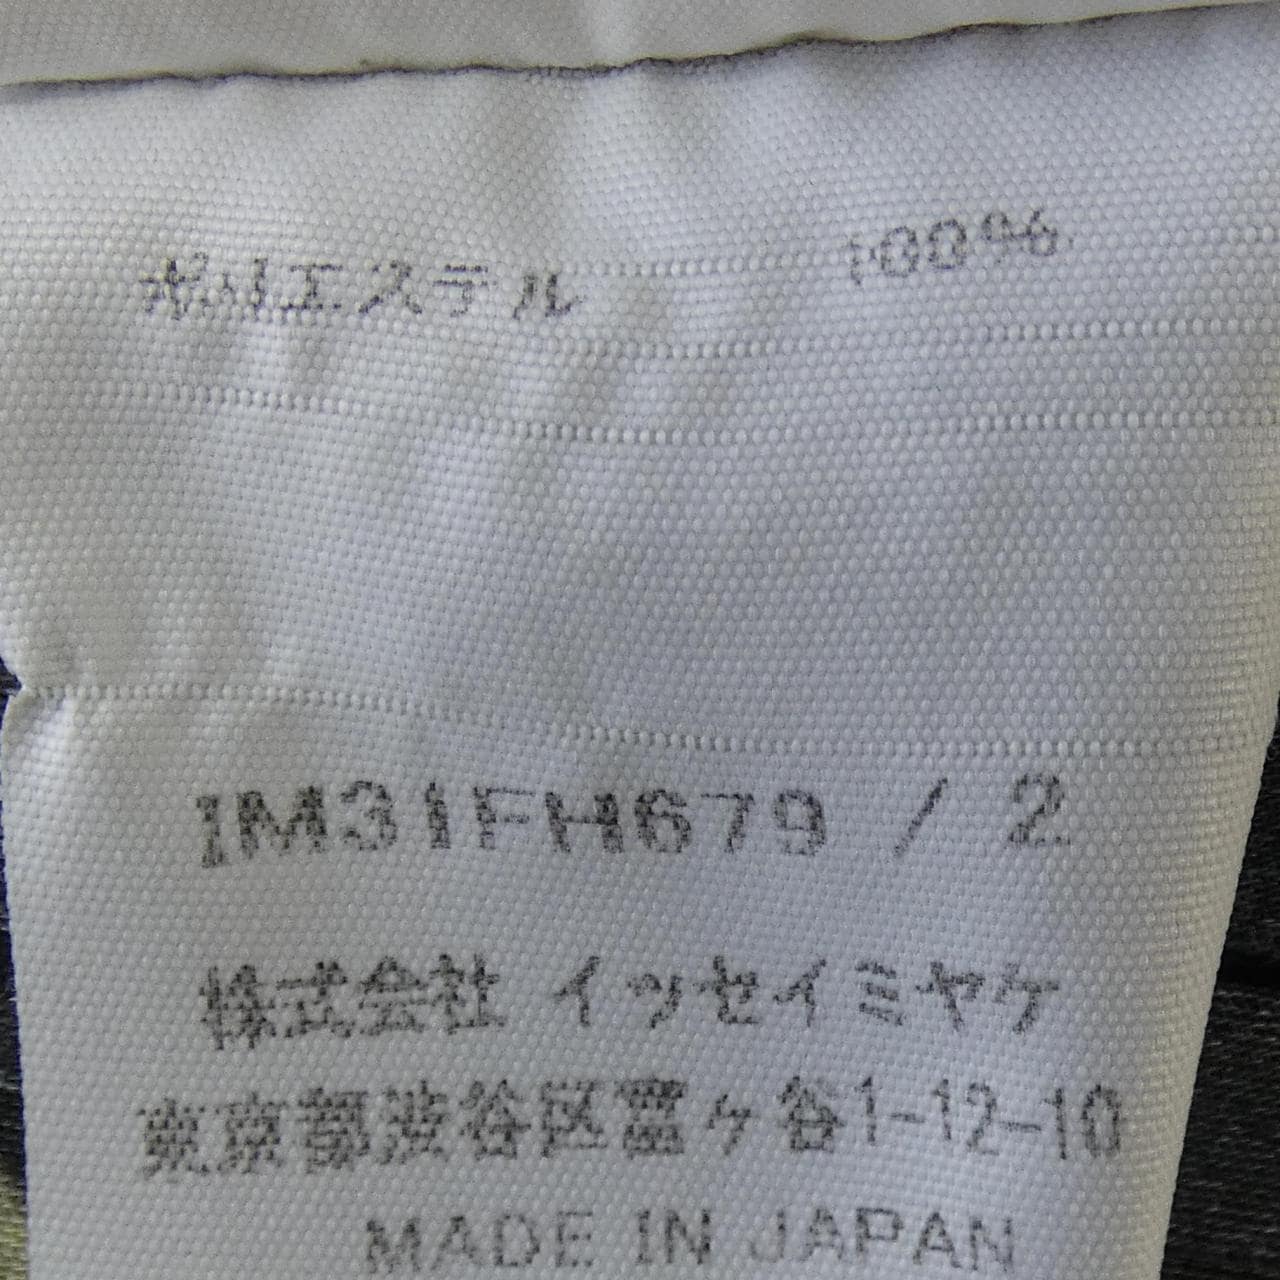 ポリエステル 100%
IM31FH679 / 2
株式会社 イッセイミヤケ
東京都渋谷区富ヶ谷1-12-10
MADE IN JAPAN